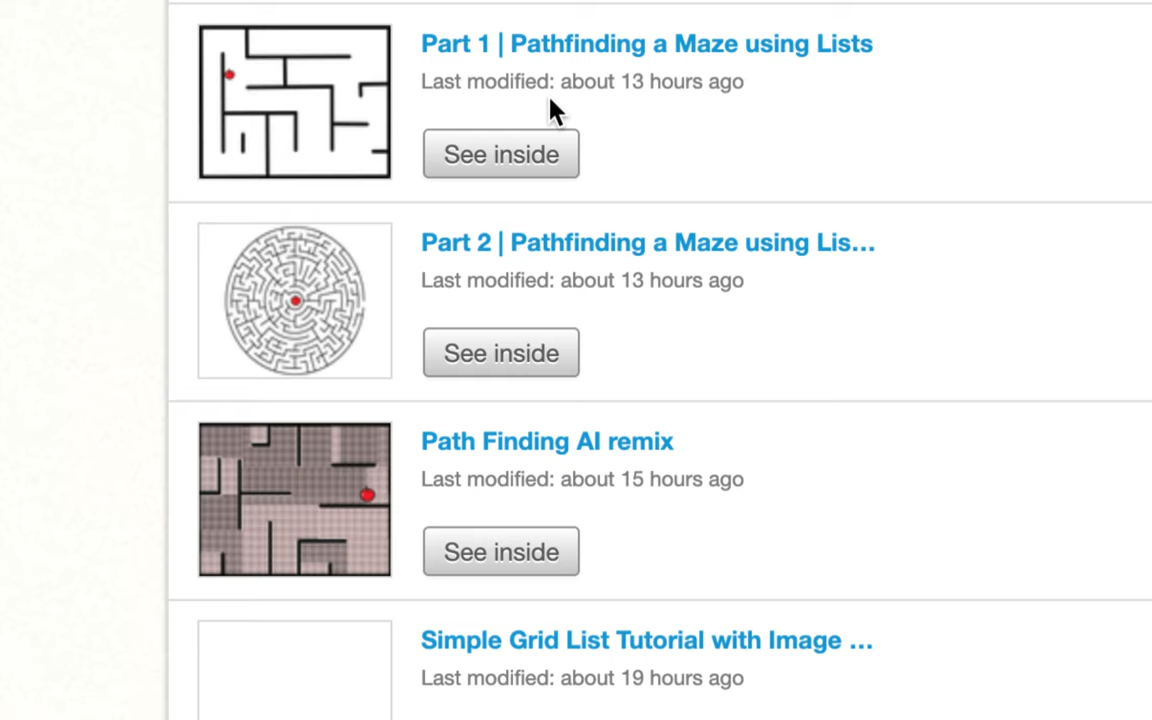 Part 1 | Pathfinding a Maze using Lists
Last modified: about 13 hours ago
See inside
Part 2 | Pathfinding a Maze using Lis...
Last modified: about 13 hours ago
See inside
Path Finding AI remix
Last modified: about 15 hours ago
See inside
Simple Grid List Tutorial with Image ...
Last modified: about 19 hours ago